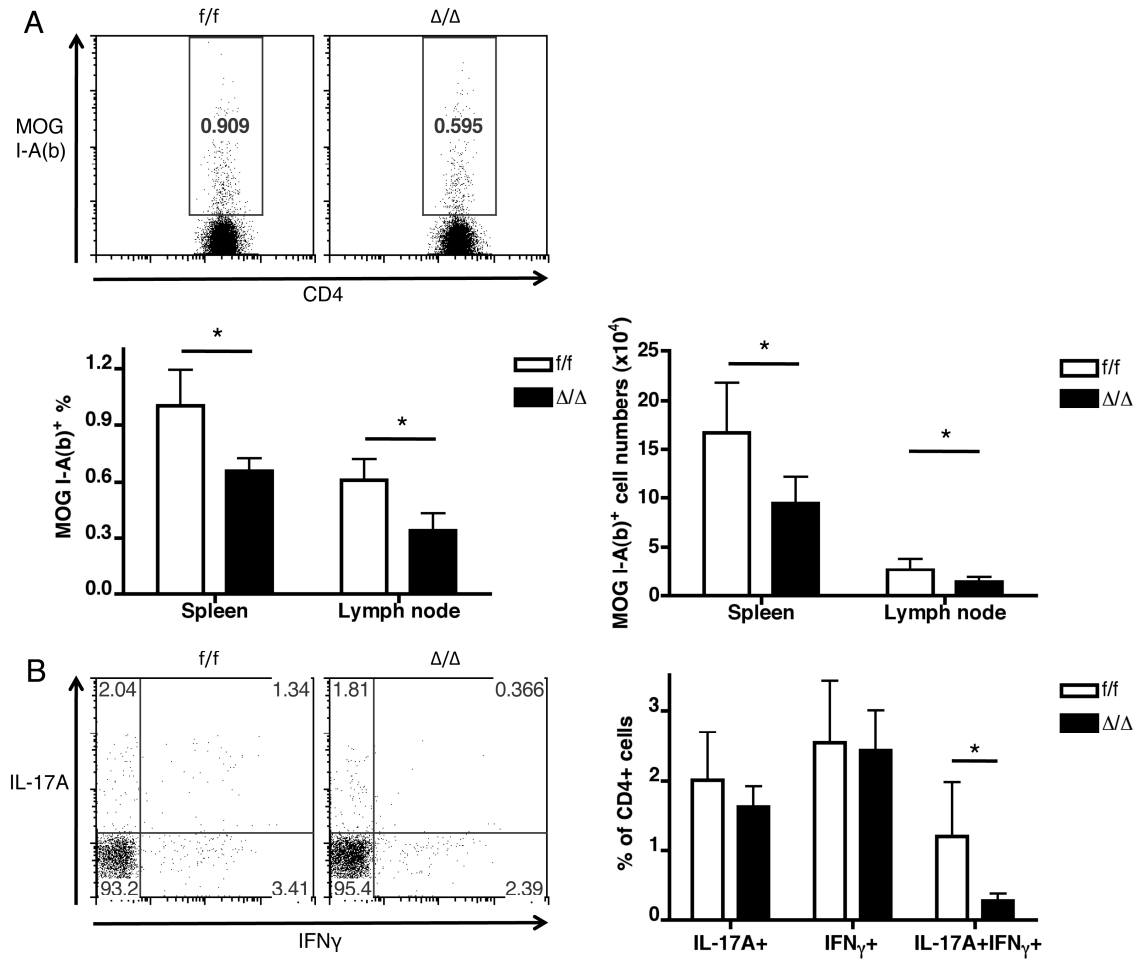 A
f/f
Δ/Δ
MOG
I-A(b)
0.909
0.595
CD4
MOG I-A(b)+ %
1.2
0.9
0.6
0.3
0.0
*
*
Spleen
Lymph node
f/f
Δ/Δ
MOG I-A(b)+ cell numbers (x10⁴)
25
20
15
10
5
0
*
*
Spleen
Lymph node
f/f
Δ/Δ
B
f/f
Δ/Δ
IL-17A
2.04
1.34
93.2
3.41
1.81
0.366
95.4
2.39
IFNγ
% of CD4+ cells
3
2
1
0
*
IL-17A+
IFNγ+
IL-17A+IFNγ+
f/f
Δ/Δ